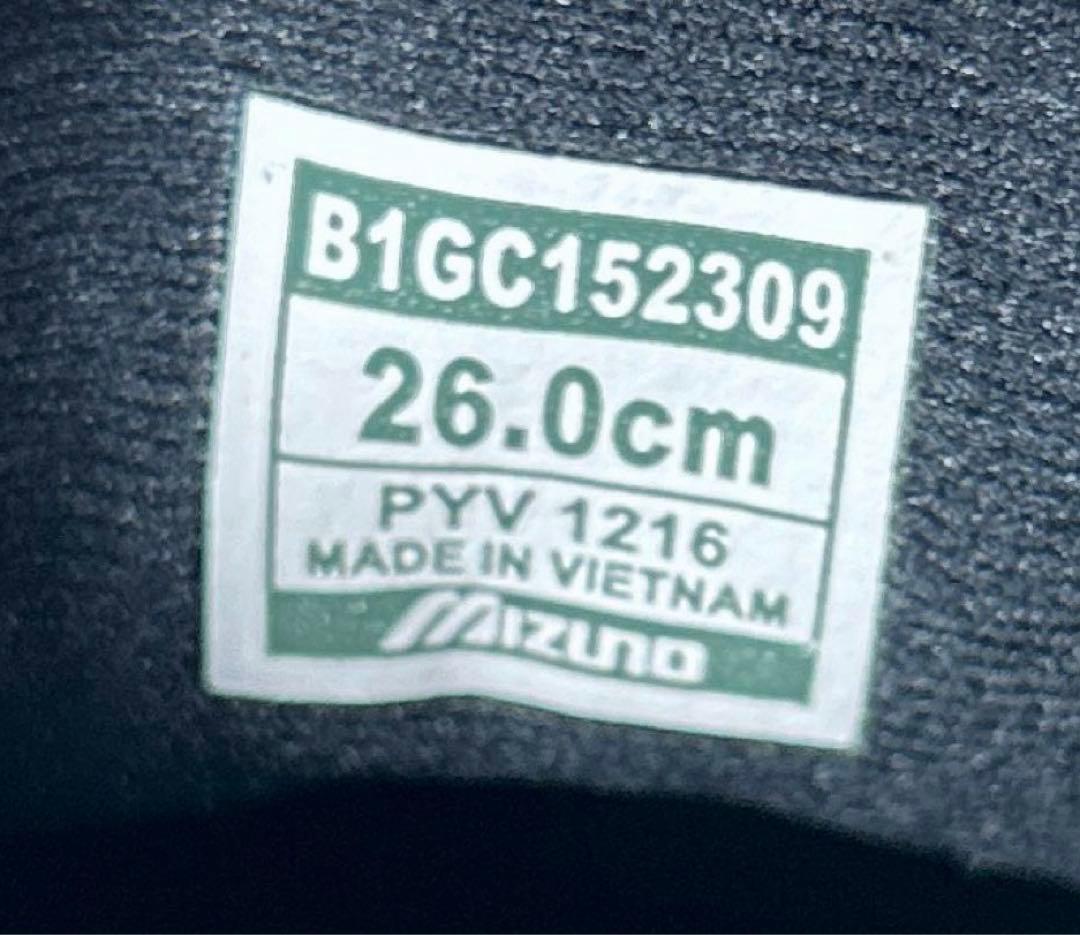 B1GC152309
26.0cm
PYV 1216
MADE IN VIETNAM
MIZUNO